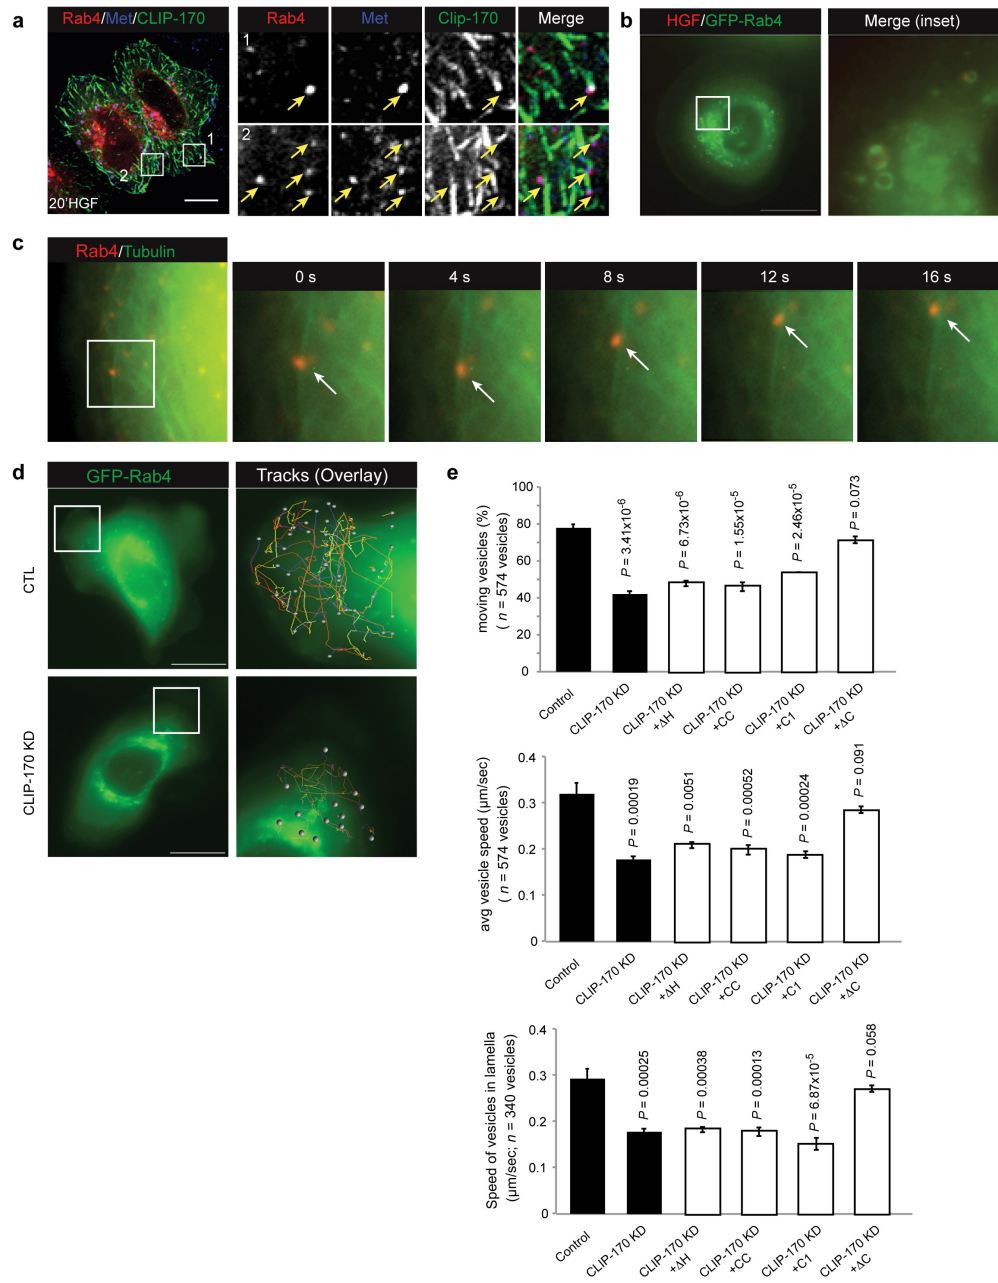 a
Rab4/Met/CLIP-170
Rab4
Met
Clip-170
Merge
1
2
1
2
20'HGF
b
HGF/GFP-Rab4
Merge (inset)
c
Rab4/Tubulin
0 s
4 s
8 s
12 s
16 s
d
GFP-Rab4
Tracks (Overlay)
CTL
CLIP-170 KD
e
moving vesicles (%)
( n = 574 vesicles)
100
80
60
40
20
0
P = 3.41x10-6
P = 6.73x10-6
P = 1.55x10-5
P = 2.46x10-5
P = 0.073
Control
CLIP-170 KD
CLIP-170 KD
+ΔH
CLIP-170 KD
+CC
CLIP-170 KD
+C1
CLIP-170 KD
+ΔC
avg vesicle speed (μm/sec)
( n = 574 vesicles)
0.4
0.3
0.2
0.1
0
P = 0.00019
P = 0.0051
P = 0.00052
P = 0.00024
P = 0.091
Control
CLIP-170 KD
CLIP-170 KD
+ΔH
CLIP-170 KD
+CC
CLIP-170 KD
+C1
CLIP-170 KD
+ΔC
Speed of vesicles in lamella
(μm/sec; n = 340 vesicles)
0.4
0.3
0.2
0.1
0
P = 0.00025
P = 0.00038
P = 0.00013
P = 6.87x10-5
P = 0.058
Control
CLIP-170 KD
CLIP-170 KD
+ΔH
CLIP-170 KD
+CC
CLIP-170 KD
+C1
CLIP-170 KD
+ΔC